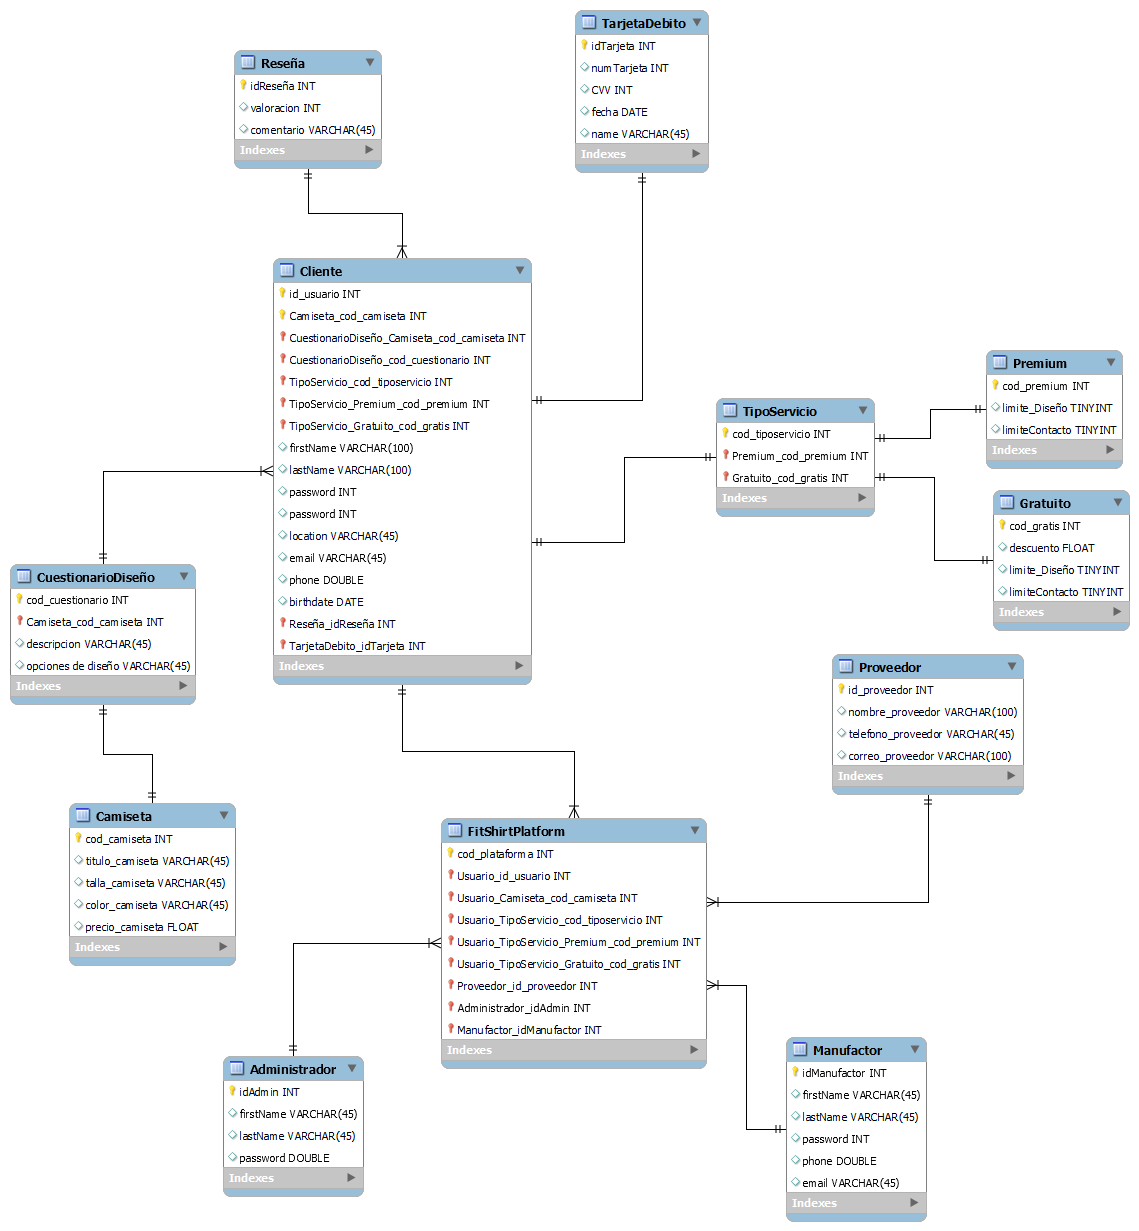 TarjetaDebito
idTarjeta INT
numTarjeta INT
CVV INT
fecha DATE
name VARCHAR(45)
Indexes
Reseña
idReseña INT
valoracion INT
comentario VARCHAR(45)
Indexes
Cliente
id_usuario INT
Camiseta_cod_camiseta INT
CuestionarioDiseño_Camiseta_cod_camiseta INT
CuestionarioDiseño_cod_cuestionario INT
TipoServicio_cod_tiposervicio INT
TipoServicio_Premium_cod_premium INT
TipoServicio_Gratuito_cod_gratis INT
firstName VARCHAR(100)
lastName VARCHAR(100)
password INT
password INT
location VARCHAR(45)
email VARCHAR(45)
phone DOUBLE
birthdate DATE
Reseña_idReseña INT
TarjetaDebito_idTarjeta INT
Indexes
TipoServicio
cod_tiposervicio INT
Premium_cod_premium INT
Gratuito_cod_gratis INT
Indexes
Premium
cod_premium INT
limite_Diseño TINYINT
limiteContacto TINYINT
Indexes
Gratuito
cod_gratis INT
descuento FLOAT
limite_Diseño TINYINT
limiteContacto TINYINT
Indexes
CuestionarioDiseño
cod_cuestionario INT
Camiseta_cod_camiseta INT
descripcion VARCHAR(45)
opciones de diseño VARCHAR(45)
Indexes
Proveedor
id_proveedor INT
nombre_proveedor VARCHAR(100)
telefono_proveedor VARCHAR(45)
correo_proveedor VARCHAR(100)
Indexes
Camiseta
cod_camiseta INT
titulo_camiseta VARCHAR(45)
talla_camiseta VARCHAR(45)
color_camiseta VARCHAR(45)
precio_camiseta FLOAT
Indexes
FitShirtPlatform
cod_plataforma INT
Usuario_id_usuario INT
Usuario_Camiseta_cod_camiseta INT
Usuario_TipoServicio_cod_tiposervicio INT
Usuario_TipoServicio_Premium_cod_premium INT
Usuario_TipoServicio_Gratuito_cod_gratis INT
Proveedor_id_proveedor INT
Administrador_idAdmin INT
Manufactor_idManufactor INT
Indexes
Administrador
idAdmin INT
firstName VARCHAR(45)
lastName VARCHAR(45)
password DOUBLE
Indexes
Manufactor
idManufactor INT
firstName VARCHAR(45)
lastName VARCHAR(45)
password INT
phone DOUBLE
email VARCHAR(45)
Indexes